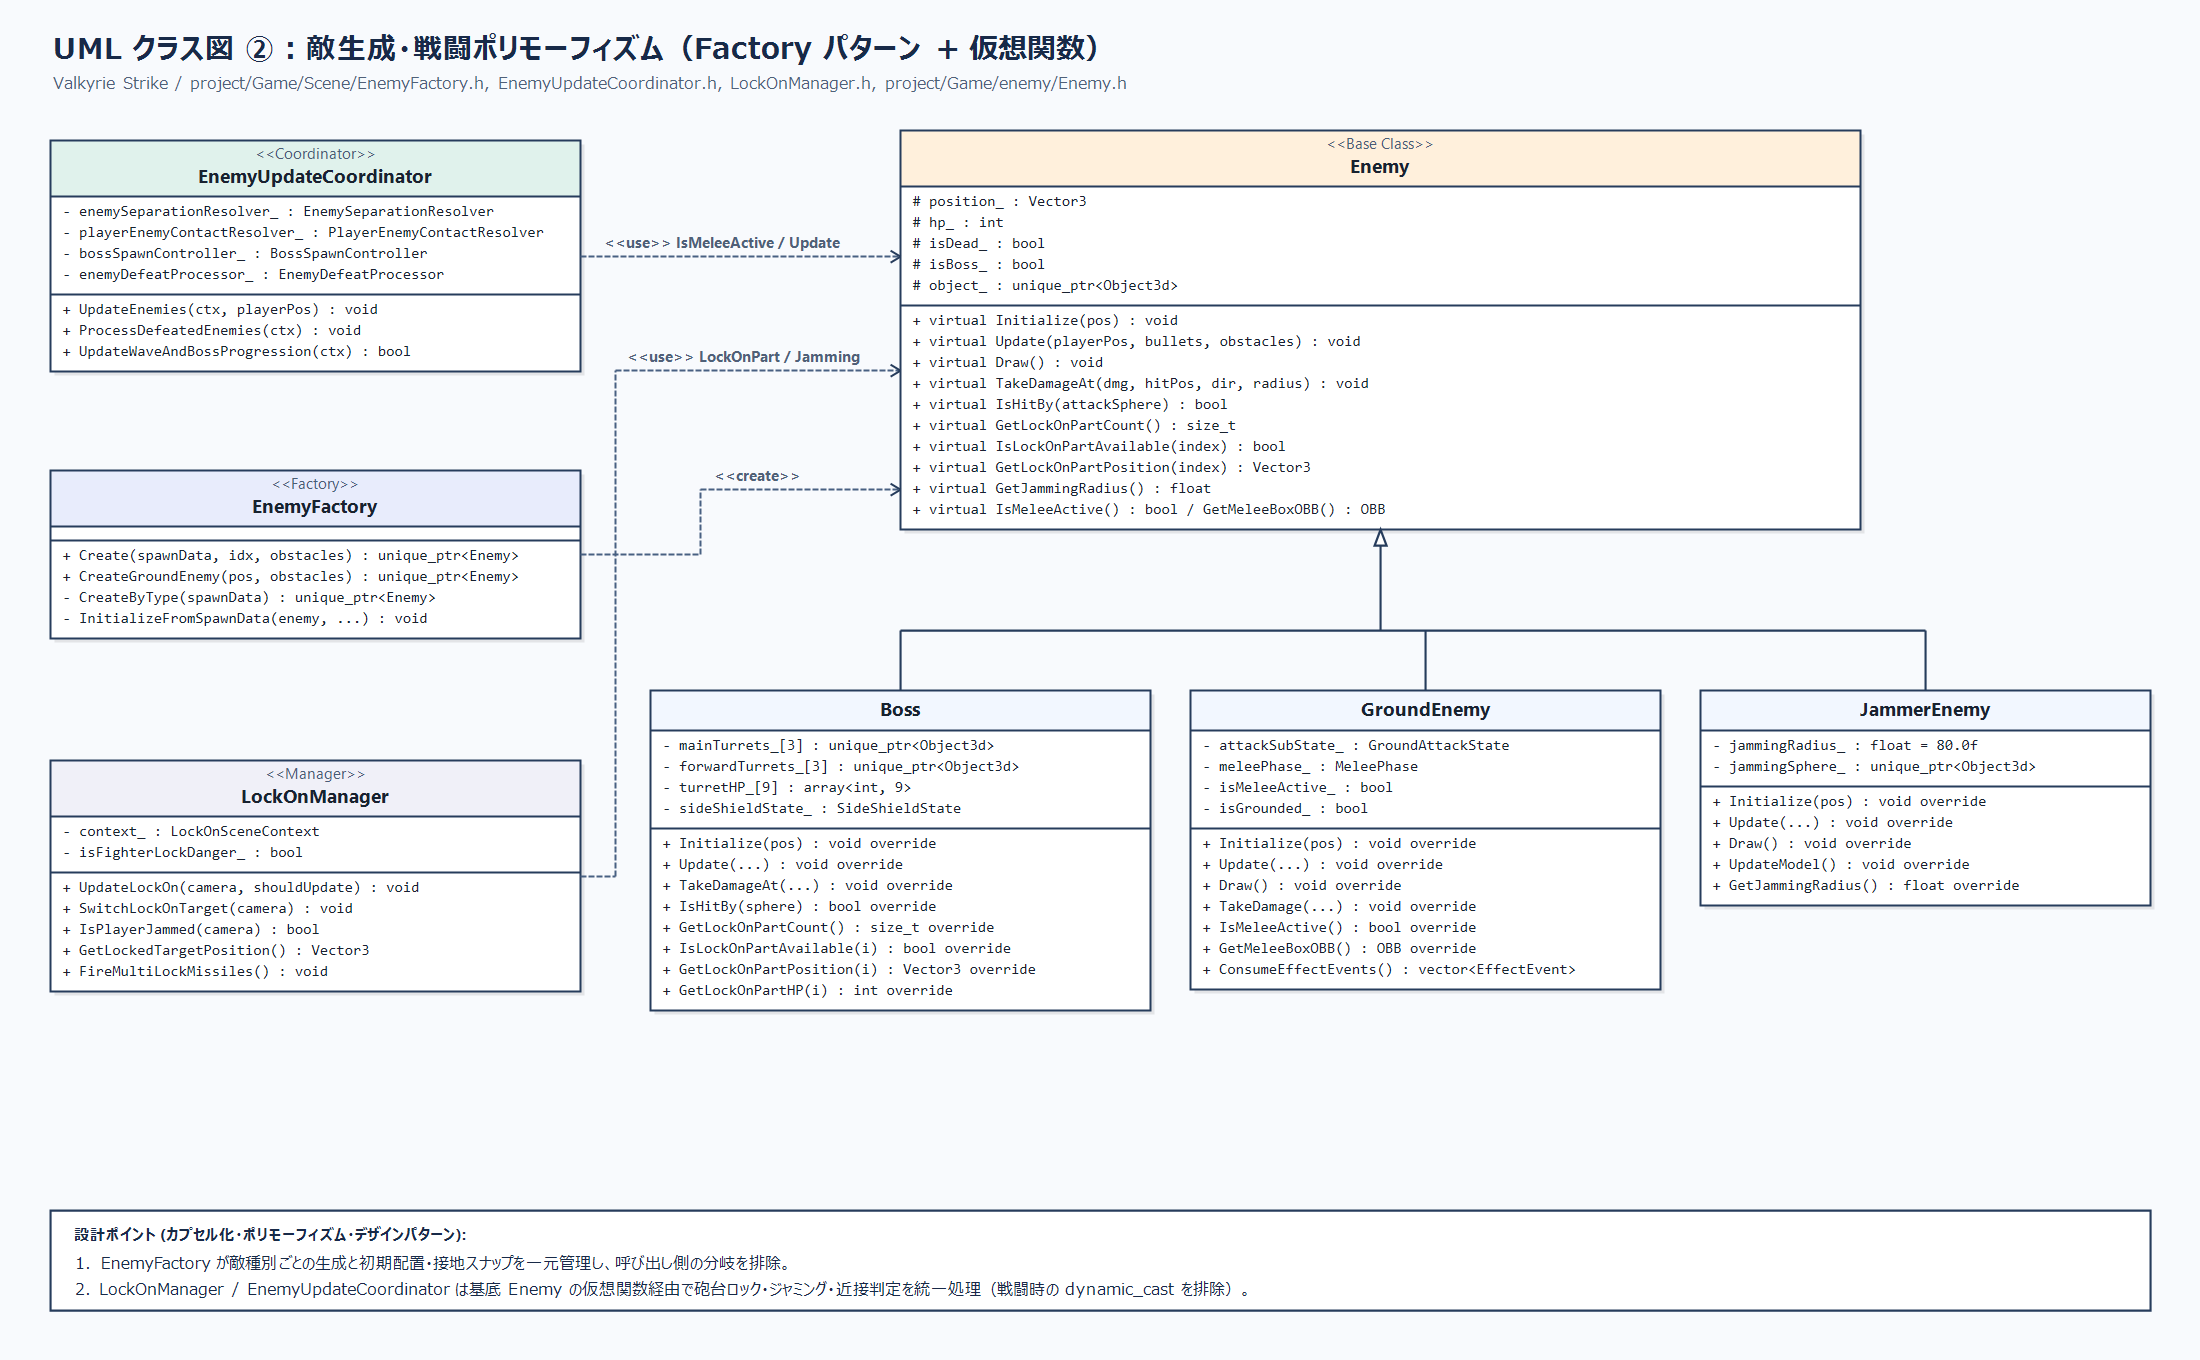 UML クラス図 ② : 敵生成・戦闘ポリモーフィズム (Factory パターン + 仮想関数)
Valkyrie Strike / project/Game/Scene/EnemyFactory.h, EnemyUpdateCoordinator.h, LockOnManager.h, project/Game/enemy/Enemy.h
<<Coordinator>>
EnemyUpdateCoordinator
- enemySeparationResolver_ : EnemySeparationResolver
- playerEnemyContactResolver_ : PlayerEnemyContactResolver
- bossSpawnController_ : BossSpawnController
- enemyDefeatProcessor_ : EnemyDefeatProcessor
+ UpdateEnemies(ctx, playerPos) : void
+ ProcessDefeatedEnemies(ctx) : void
+ UpdateWaveAndBossProgression(ctx) : bool
<<use>> IsMeleeActive / Update
<<use>> LockOnPart / Jamming
<<create>>
<<Base Class>>
Enemy
# position_ : Vector3
# hp_ : int
# isDead_ : bool
# isBoss_ : bool
# object_ : unique_ptr<Object3d>
+ virtual Initialize(pos) : void
+ virtual Update(playerPos, bullets, obstacles) : void
+ virtual Draw() : void
+ virtual TakeDamageAt(dmg, hitPos, dir, radius) : void
+ virtual IsHitBy(attackSphere) : bool
+ virtual GetLockOnPartCount() : size_t
+ virtual IsLockOnPartAvailable(index) : bool
+ virtual GetLockOnPartPosition(index) : Vector3
+ virtual GetJammingRadius() : float
+ virtual IsMeleeActive() : bool / GetMeleeBoxOBB() : OBB
<<Factory>>
EnemyFactory
+ Create(spawnData, idx, obstacles) : unique_ptr<Enemy>
+ CreateGroundEnemy(pos, obstacles) : unique_ptr<Enemy>
- CreateByType(spawnData) : unique_ptr<Enemy>
- InitializeFromSpawnData(enemy, ...) : void
<<Manager>>
LockOnManager
- context_ : LockOnSceneContext
- isFighterLockDanger_ : bool
+ UpdateLockOn(camera, shouldUpdate) : void
+ SwitchLockOnTarget(camera) : void
+ IsPlayerJammed(camera) : bool
+ GetLockedTargetPosition() : Vector3
+ FireMultiLockMissiles() : void
Boss
- mainTurrets_[3] : unique_ptr<Object3d>
- forwardTurrets_[3] : unique_ptr<Object3d>
- turretHP_[9] : array<int, 9>
- sideShieldState_ : SideShieldState
+ Initialize(pos) : void override
+ Update(...) : void override
+ TakeDamageAt(...) : void override
+ IsHitBy(sphere) : bool override
+ GetLockOnPartCount() : size_t override
+ IsLockOnPartAvailable(i) : bool override
+ GetLockOnPartPosition(i) : Vector3 override
+ GetLockOnPartHP(i) : int override
GroundEnemy
- attackSubState_ : GroundAttackState
- meleePhase_ : MeleePhase
- isMeleeActive_ : bool
- isGrounded_ : bool
+ Initialize(pos) : void override
+ Update(...) : void override
+ Draw() : void override
+ TakeDamage(...) : void override
+ IsMeleeActive() : bool override
+ GetMeleeBoxOBB() : OBB override
+ ConsumeEffectEvents() : vector<EffectEvent>
JammerEnemy
- jammingRadius_ : float = 80.0f
- jammingSphere_ : unique_ptr<Object3d>
+ Initialize(pos) : void override
+ Update(...) : void override
+ Draw() : void override
+ UpdateModel() : void override
+ GetJammingRadius() : float override
設計ポイント (カプセル化・ポリモーフィズム・デザインパターン):
1. EnemyFactory が敵種別ごとの生成と初期配置・接地スナップを一元管理し、呼び出し側の分岐を排除。
2. LockOnManager / EnemyUpdateCoordinator は基底 Enemy の仮想関数経由で砲台ロック・ジャミング・近接判定を統一処理（戦闘時の dynamic_cast を排除）。